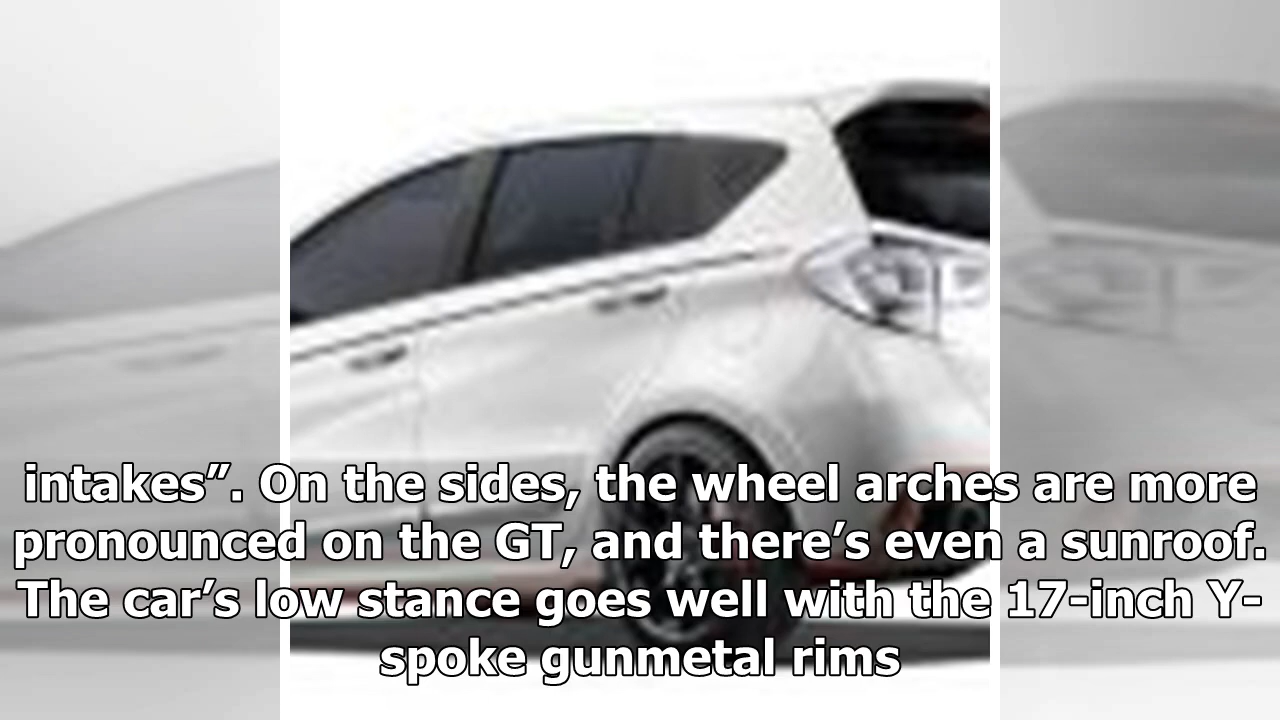 intakes”. On the sides, the wheel arches are more
pronounced on the GT, and there’s even a sunroof.
The car’s low stance goes well with the 17-inch Y-
spoke gunmetal rims